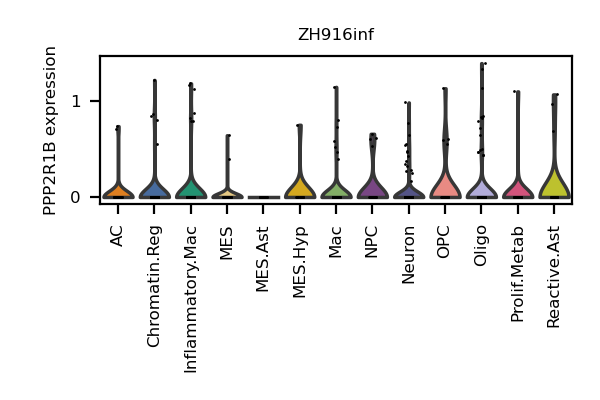 ZH916inf
PPP2R1B expression
1
0
AC
Chromatin.Reg
Inflammatory.Mac
MES
MES.Ast
MES.Hyp
Mac
NPC
Neuron
OPC
Oligo
Prolif.Metab
Reactive.Ast